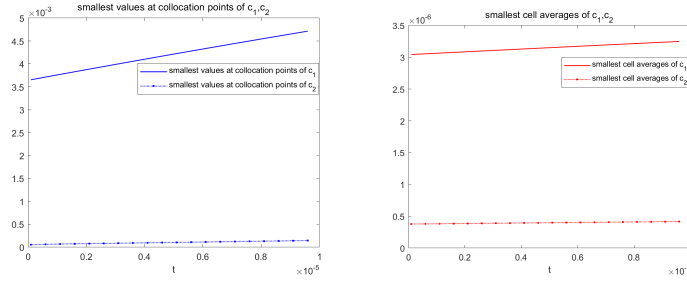 smallest values at collocation points of c1,c2
×10-3
5
4.5
4
3.5
3
2.5
2
1.5
1
0.5
0
0 0.2 0.4 0.6 0.8 1
t
×10-5
smallest values at collocation points of c1
smallest values at collocation points of c2
smallest cell averages of c1,c2
×10-6
3.5
3
2.5
2
1.5
1
0.5
0
0 0.2 0.4 0.6 0.8
t
×10-
smallest cell averages of c1
smallest cell averages of c2